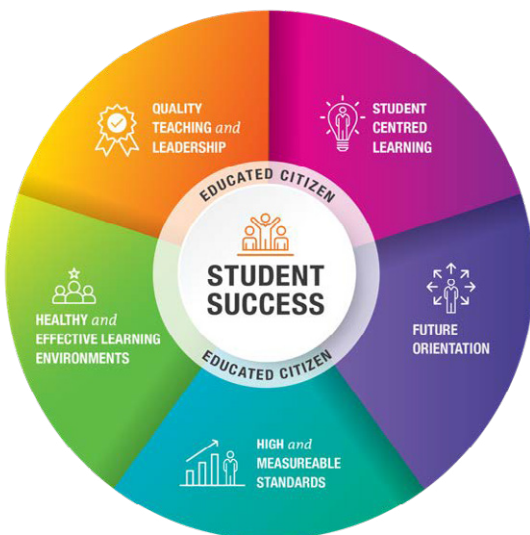 QUALITY
TEACHING and
LEADERSHIP
STUDENT
CENTRED
LEARNING
EDUCATED CITIZEN
STUDENT
SUCCESS
EDUCATED CITIZEN
HEALTHY and
EFFECTIVE LEARNING
ENVIRONMENTS
FUTURE
ORIENTATION
HIGH and
MEASUREABLE
STANDARDS